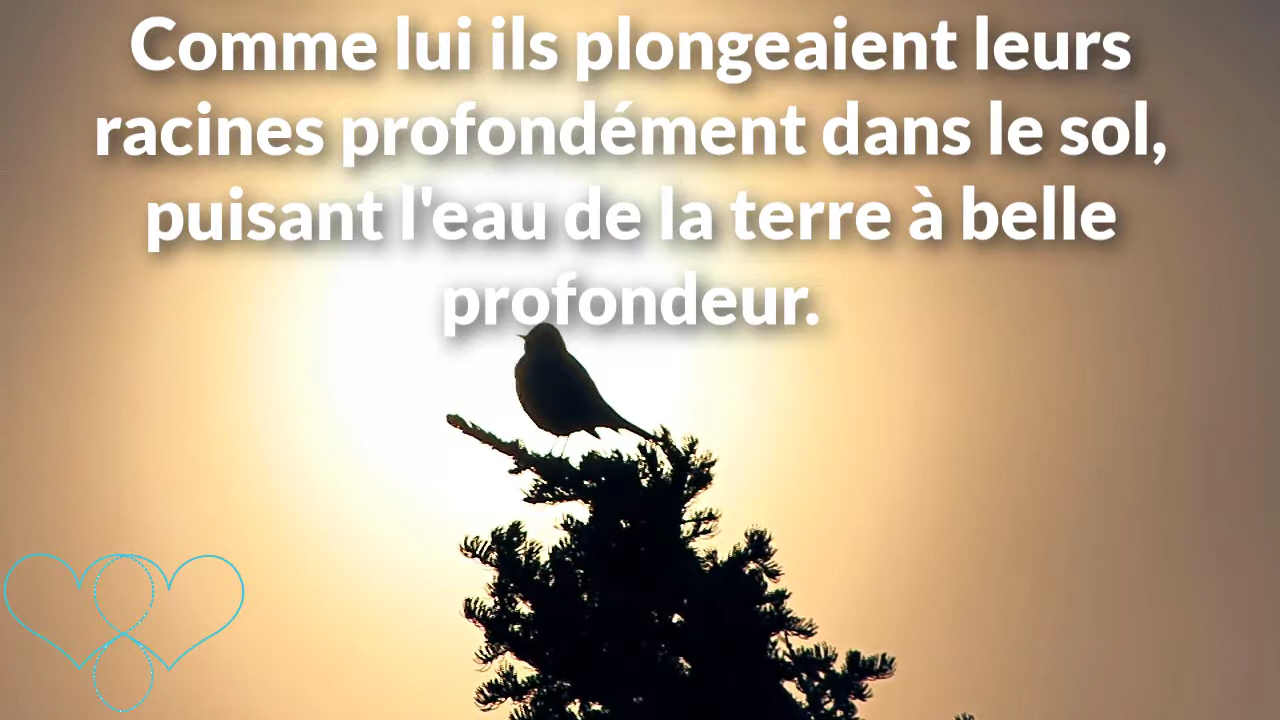 Comme lui ils plongeaient leurs
racines profondément dans le sol,
puisant l'eau de la terre à belle
profondeur.